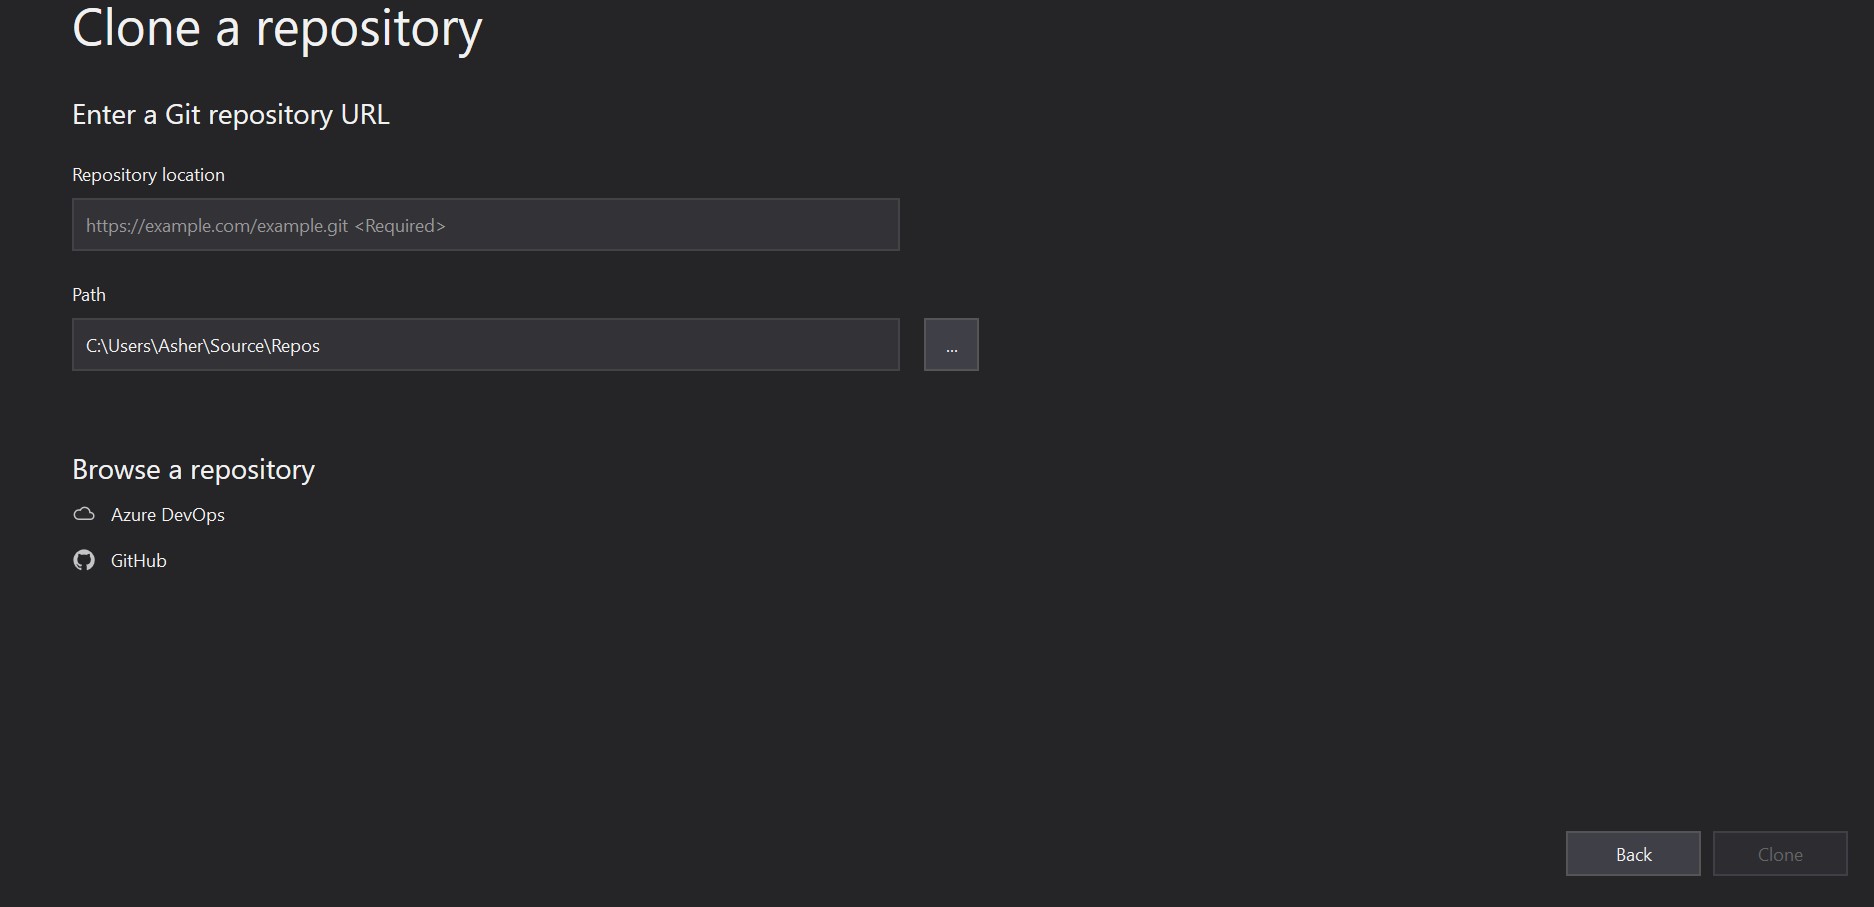 Clone a repository
Enter a Git repository URL
Repository location
https://example.com/example.git <Required>
Path
C:\Users\Asher\Source\Repos
...
Browse a repository
Azure DevOps
GitHub
Back
Clone